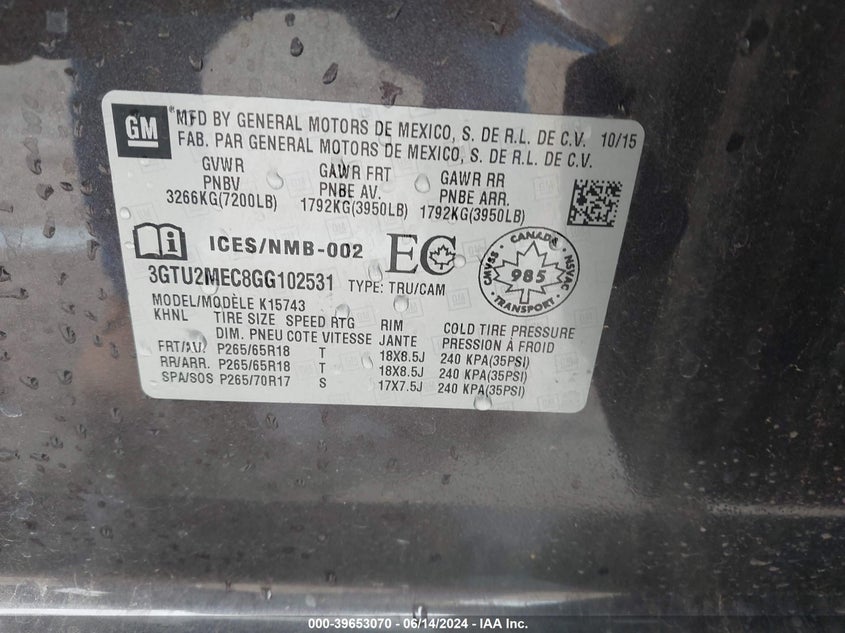 GM
*MFD BY GENERAL MOTORS DE MEXICO, S. DE R.L. DE C.V. 10/15
FAB. PAR GENERAL MOTORS DE MEXICO, S. DE R.L. DE C.V.
GVWR GAWR FRT GAWR RR
PNBV PNBE AV. PNBE ARR.
3266KG(7200LB) 1792KG(3950LB) 1792KG(3950LB)
i ICES/NMB-002 EC
CANADA CMVSS 985 NSVAC TRANSPORT
3GTU2MEC8GG102531 TYPE: TRU/CAM
MODEL/MODÈLE K15743
KHNL TIRE SIZE SPEED RTG RIM COLD TIRE PRESSURE
DIM. PNEU COTE VITESSE JANTE PRESSION À FROID
FRT/AV. P265/65R18 T 18X8.5J 240 KPA(35PSI)
RR/ARR. P265/65R18 T 18X8.5J 240 KPA(35PSI)
SPA/SOS P265/70R17 S 17X7.5J 240 KPA(35PSI)
000-39653070 - 06/14/2024 - IAA Inc.